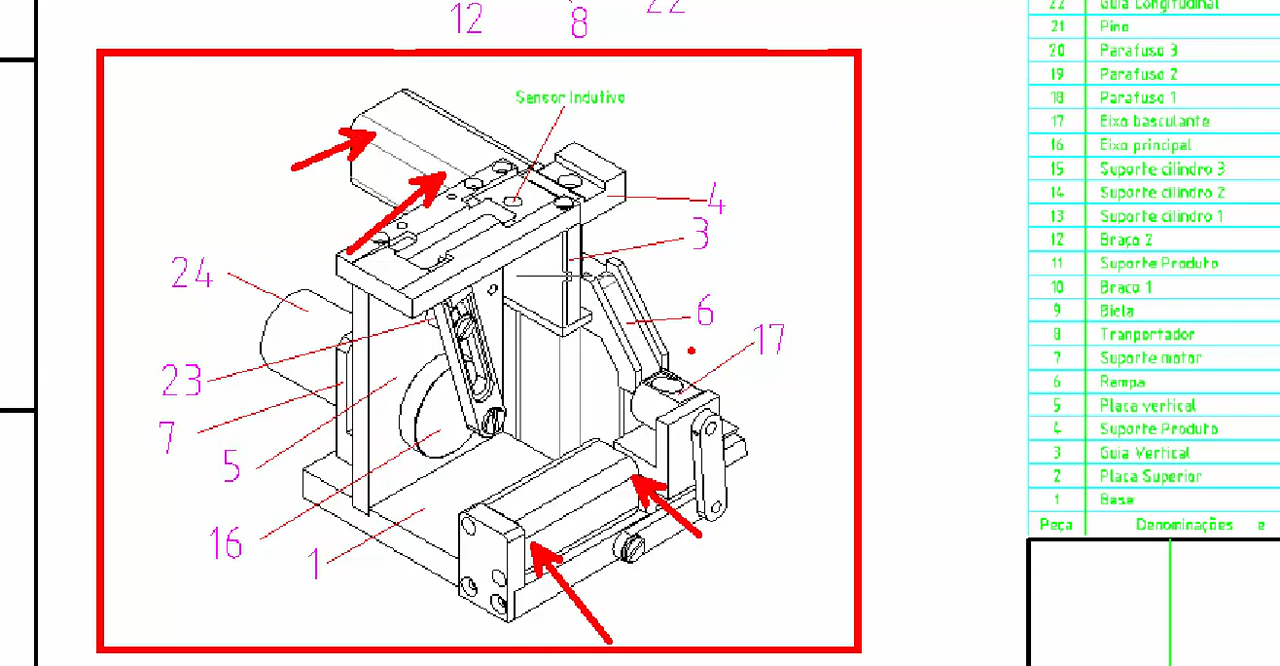 12
8
22
Sensor Indutivo
4
3
24
6
17
23
7
5
16
1
22 Guia Longitudinal
21 Pino
20 Parafuso 3
19 Parafuso 2
18 Parafuso 1
17 Eixo basculante
16 Eixo principal
15 Suporte cilindro 3
14 Suporte cilindro 2
13 Suporte cilindro 1
12 Braço 2
11 Suporte Produto
10 Braco 1
9 Biela
8 Tranportador
7 Suporte motor
6 Rampa
5 Placa vertical
4 Suporte Produto
3 Guia Vertical
2 Placa Superior
1 Base
Peça Denominações e